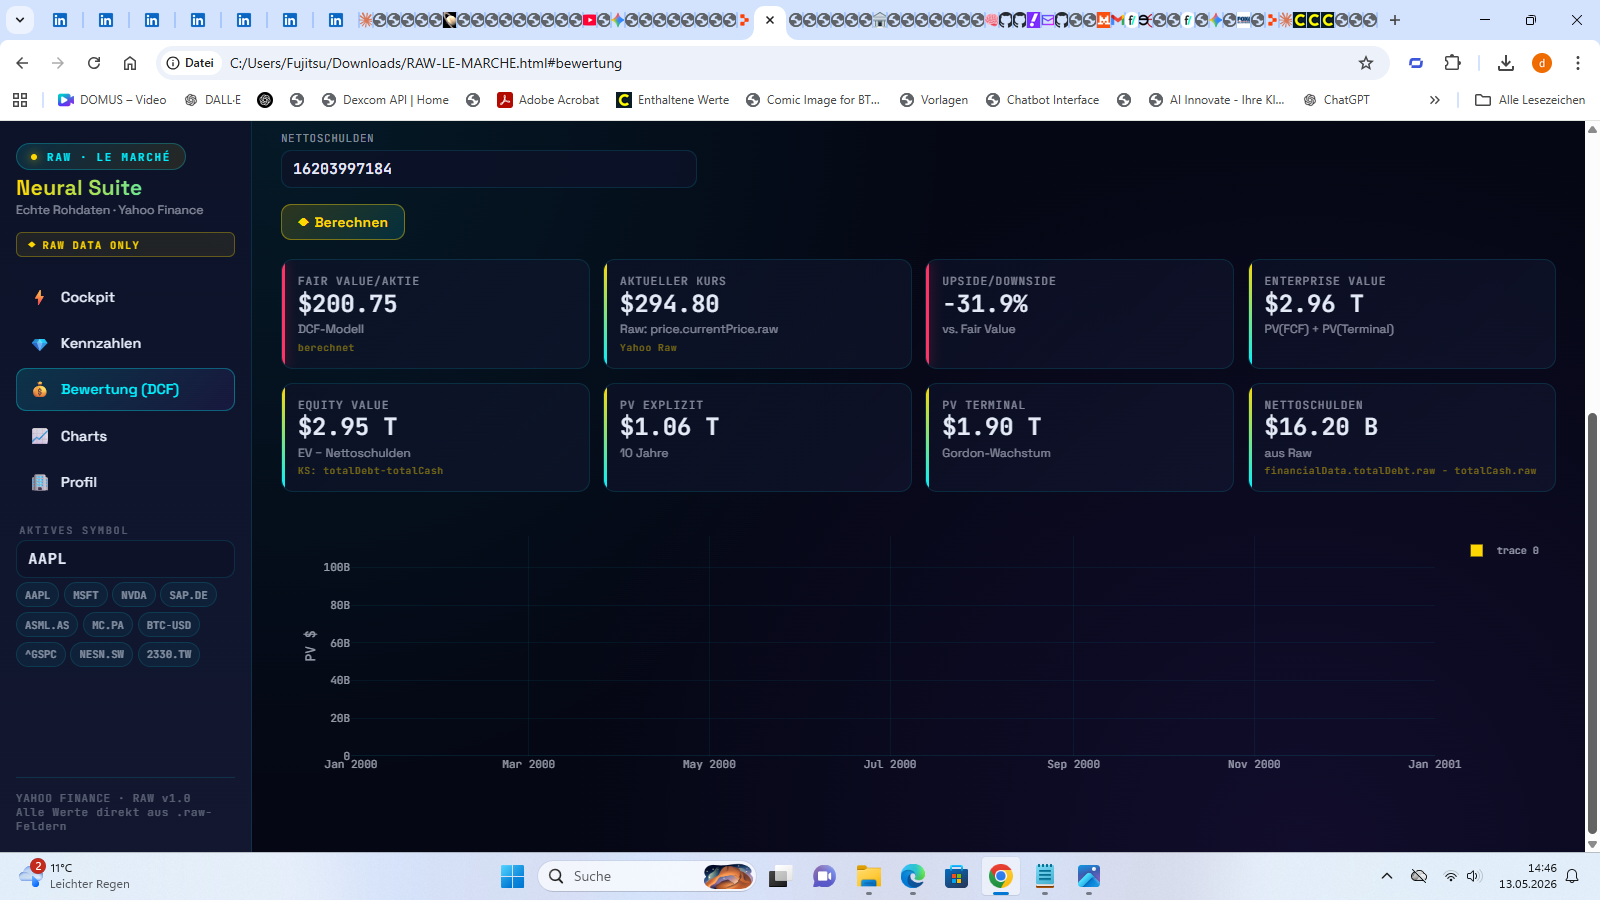 Datei
C:/Users/Fujitsu/Downloads/RAW-LE-MARCHE.html#bewertung
d
DOMUS – Video
DALL·E
Dexcom API | Home
Adobe Acrobat
Enthaltene Werte
Comic Image for BT...
Vorlagen
Chatbot Interface
AI Innovate - Ihre KI...
ChatGPT
Alle Lesezeichen
RAW · LE MARCHÉ
Neural Suite
Echte Rohdaten · Yahoo Finance
RAW DATA ONLY
Cockpit
Kennzahlen
Bewertung (DCF)
Charts
Profil
AKTIVES SYMBOL
AAPL
AAPL MSFT NVDA SAP.DE
ASML.AS MC.PA BTC-USD
^GSPC NESN.SW 2330.TW
YAHOO FINANCE · RAW v1.0
Alle Werte direkt aus .raw-
Feldern
NETTOSCHULDEN
16203997184
Berechnen
FAIR VALUE/AKTIE
$200.75
DCF-Modell
berechnet
AKTUELLER KURS
$294.80
Raw: price.currentPrice.raw
Yahoo Raw
UPSIDE/DOWNSIDE
-31.9%
vs. Fair Value
ENTERPRISE VALUE
$2.96 T
PV(FCF) + PV(Terminal)
EQUITY VALUE
$2.95 T
EV − Nettoschulden
KS: totalDebt-totalCash
PV EXPLIZIT
$1.06 T
10 Jahre
PV TERMINAL
$1.90 T
Gordon-Wachstum
NETTOSCHULDEN
$16.20 B
aus Raw
financialData.totalDebt.raw - totalCash.raw
trace 0
PV $
100B
80B
60B
40B
20B
0
Jan 2000 Mar 2000 May 2000 Jul 2000 Sep 2000 Nov 2000 Jan 2001
2
11°C
Leichter Regen
Suche
14:46
13.05.2026